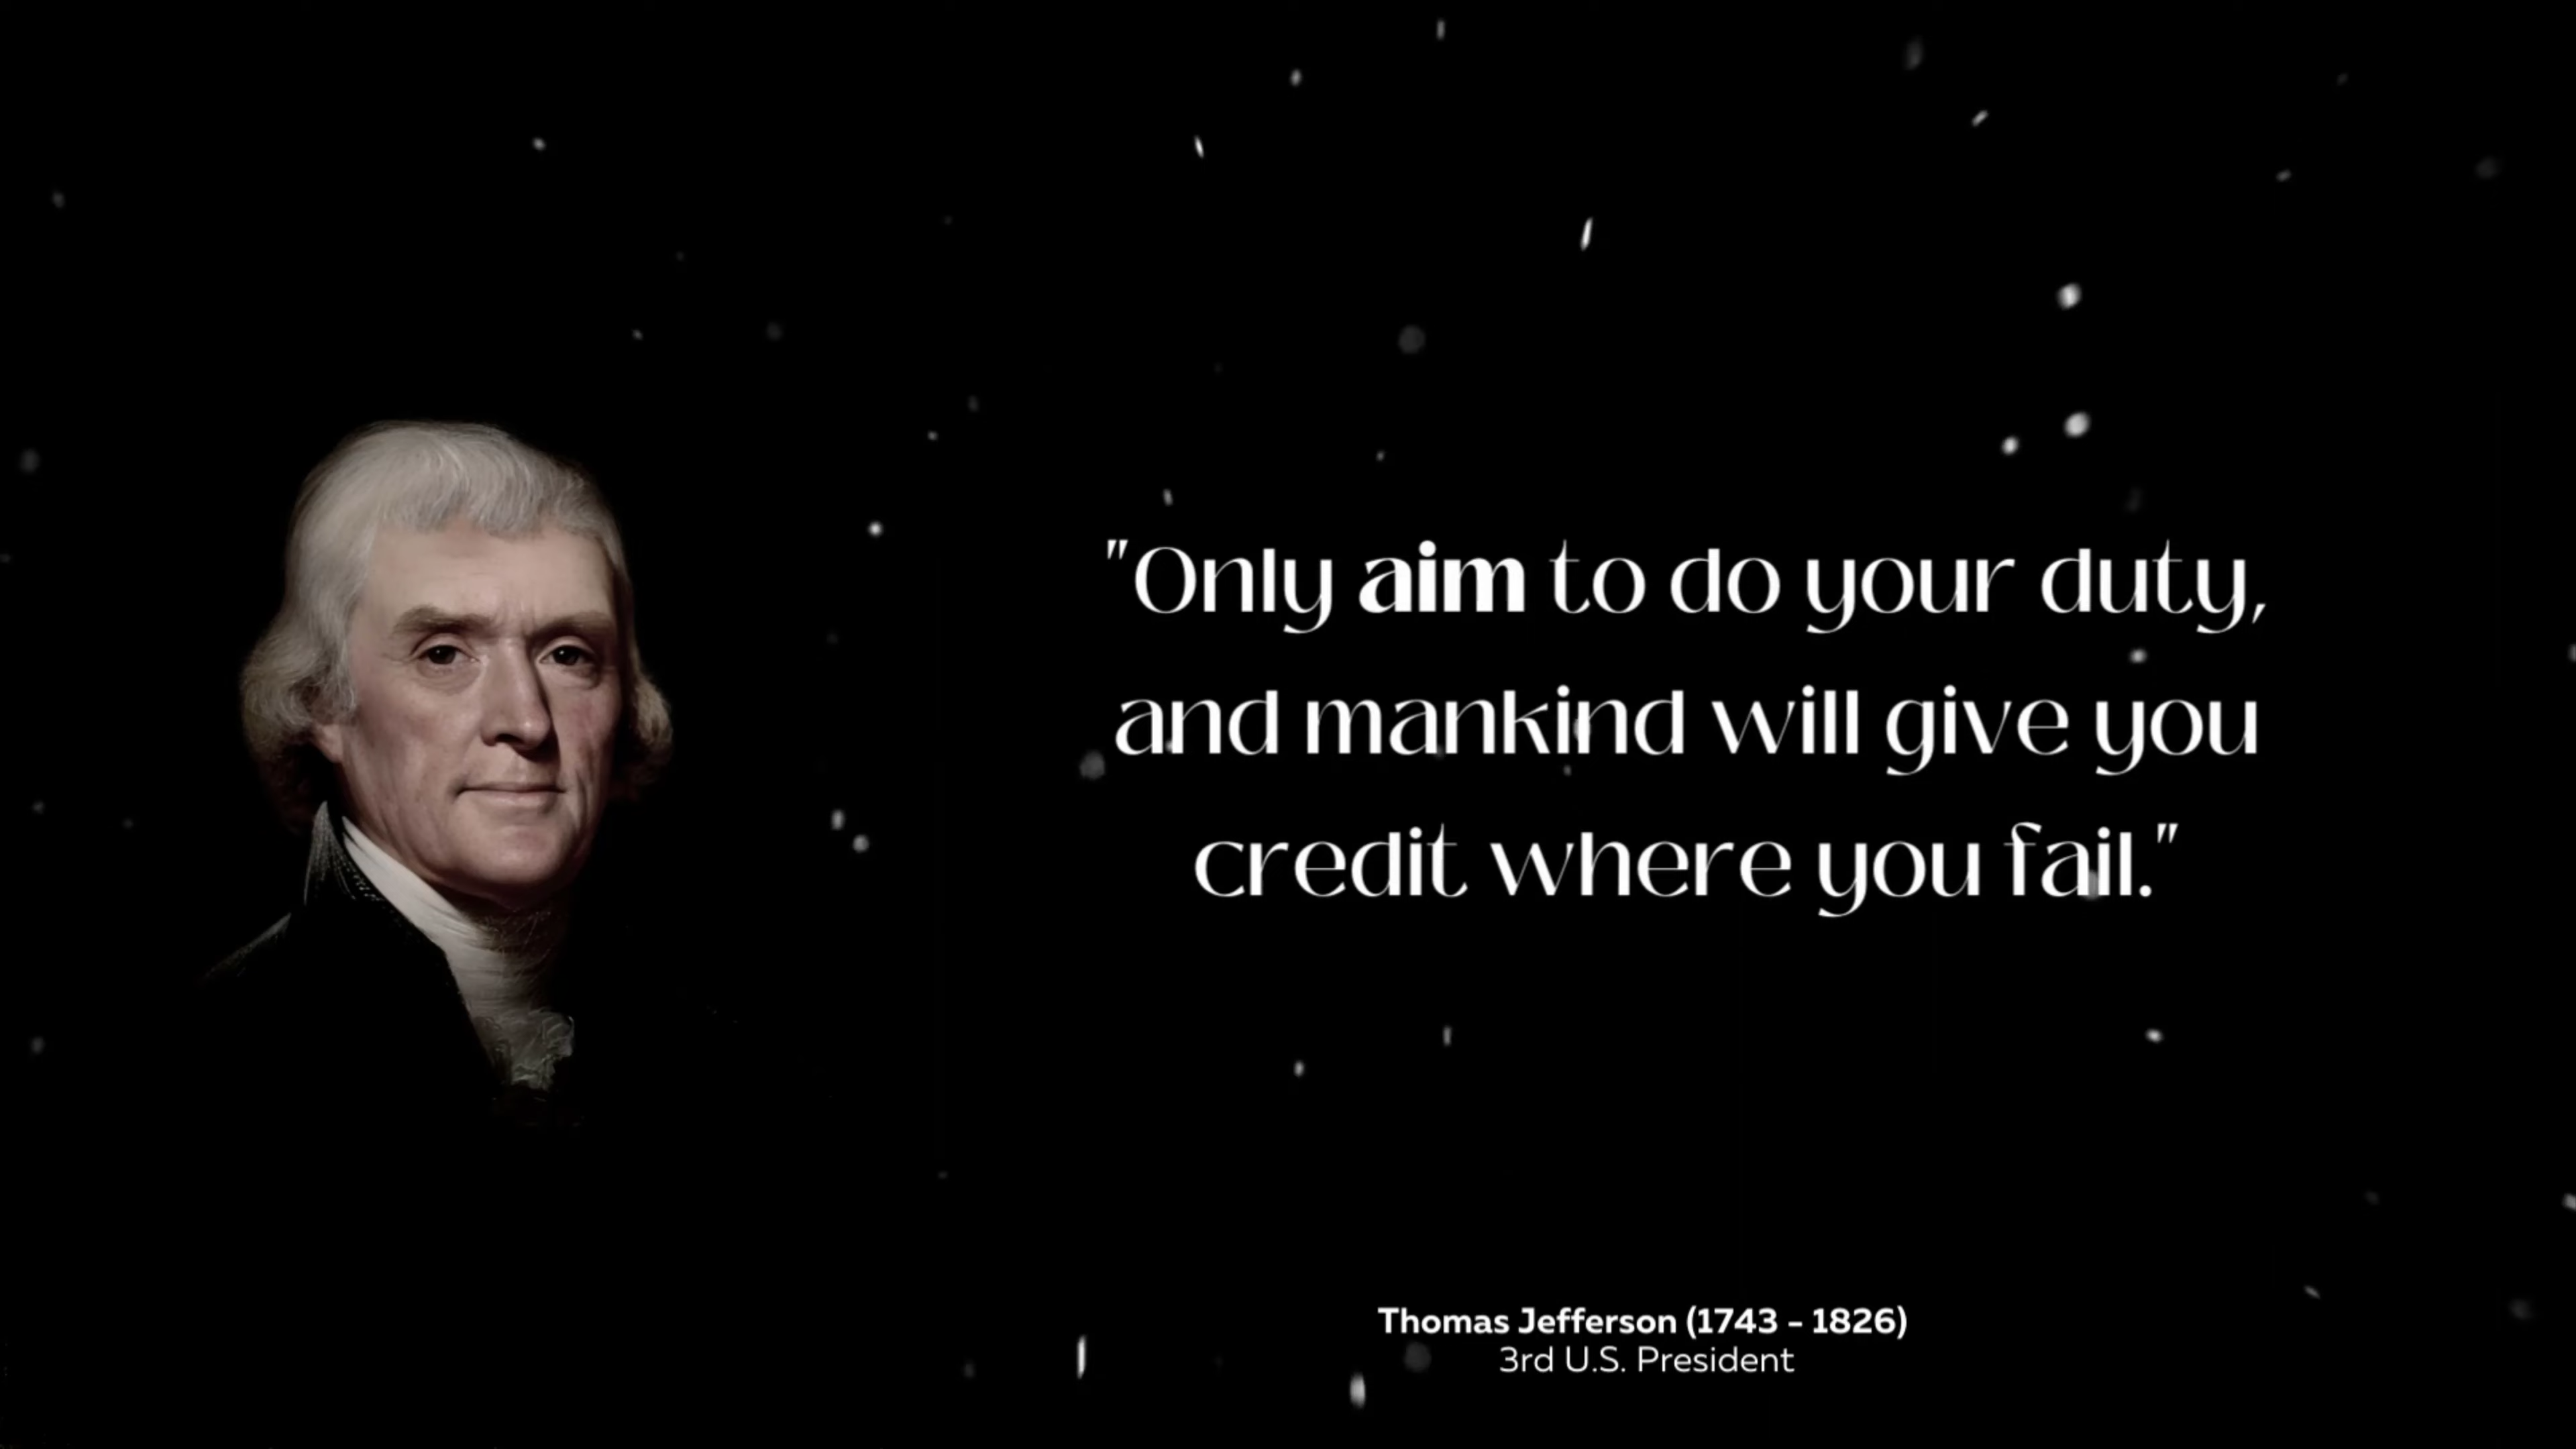 "Only aim to do your duty,
and mankind will give you
credit where you fail."
Thomas Jefferson (1743 - 1826)
3rd U.S. President